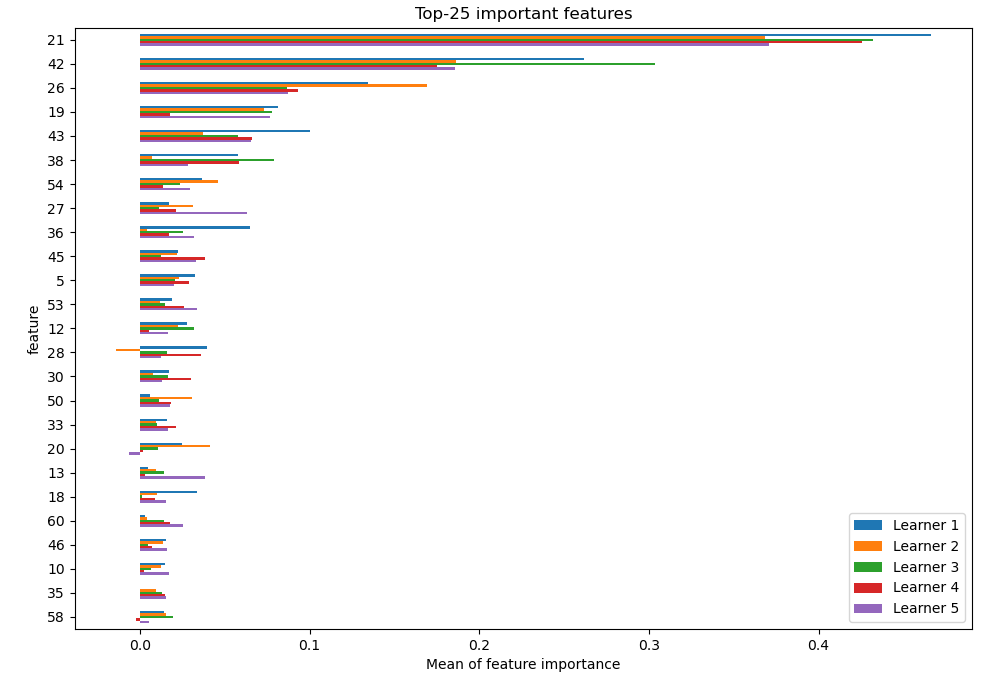 Top-25 important features
21
42
26
19
43
38
54
27
36
45
5
53
12
28
30
50
33
20
13
18
60
46
10
35
58
feature
Learner 1
Learner 2
Learner 3
Learner 4
Learner 5
0.0 0.1 0.2 0.3 0.4
Mean of feature importance